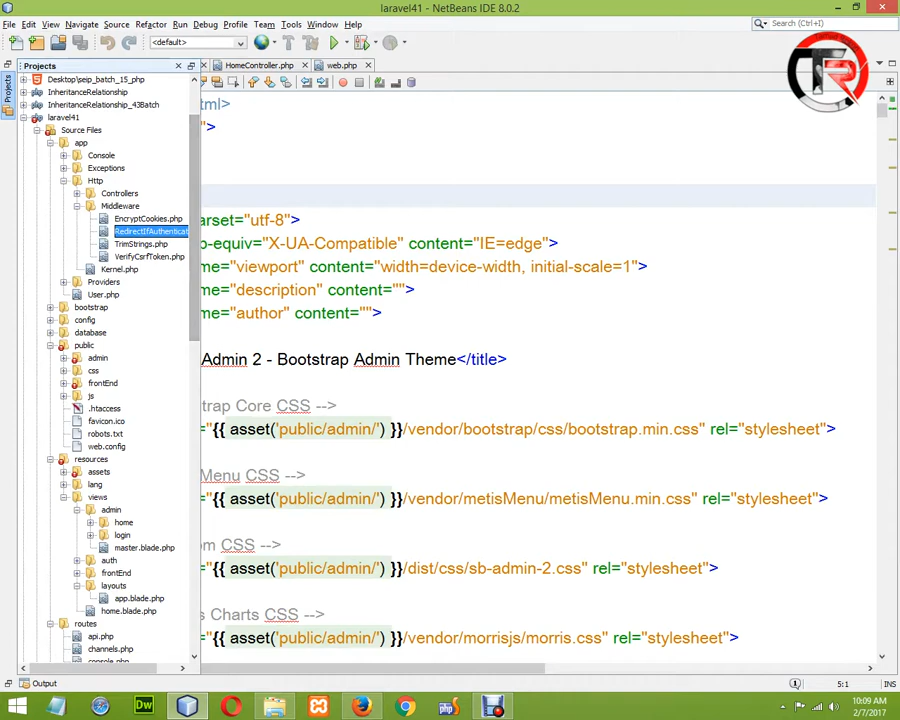 laravel41 - NetBeans IDE 8.0.2
File Edit View Navigate Source Refactor Run Debug Profile Team Tools Window Help
<default>
Search (Ctrl+I)
Projects
HomeController.php
web.php
Projects
Desktop\seip_batch_15_php
InheritanceRelationship
InheritanceRelationship_43Batch
laravel41
Source Files
app
Console
Exceptions
Http
Controllers
Middleware
EncryptCookies.php
RedirectIfAuthenticat
TrimStrings.php
VerifyCsrfToken.php
Kernel.php
Providers
User.php
bootstrap
config
database
public
admin
css
frontEnd
js
.htaccess
favicon.ico
robots.txt
web.config
resources
assets
lang
views
admin
home
login
master.blade.php
auth
frontEnd
layouts
app.blade.php
home.blade.php
routes
api.php
channels.php
console.php
tml>
">
arset="utf-8">
p-equiv="X-UA-Compatible" content="IE=edge">
me="viewport" content="width=device-width, initial-scale=1">
me="description" content="">
me="author" content="">
Admin 2 - Bootstrap Admin Theme</title>
trap Core CSS -->
="{{ asset('public/admin/') }}/vendor/bootstrap/css/bootstrap.min.css" rel="stylesheet">
Menu CSS -->
="{{ asset('public/admin/') }}/vendor/metisMenu/metisMenu.min.css" rel="stylesheet">
om CSS -->
="{{ asset('public/admin/') }}/dist/css/sb-admin-2.css" rel="stylesheet">
s Charts CSS -->
="{{ asset('public/admin/') }}/vendor/morrisjs/morris.css" rel="stylesheet">
Output
5:1
INS
Dw
php
10:09 AM
2/7/2017